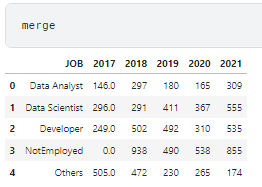 merge
JOB 2017 2018 2019 2020 2021
0 Data Analyst 146.0 297 180 165 309
1 Data Scientist 296.0 291 411 367 555
2 Developer 249.0 502 492 310 535
3 NotEmployed 0.0 938 490 538 855
4 Others 505.0 472 230 265 174